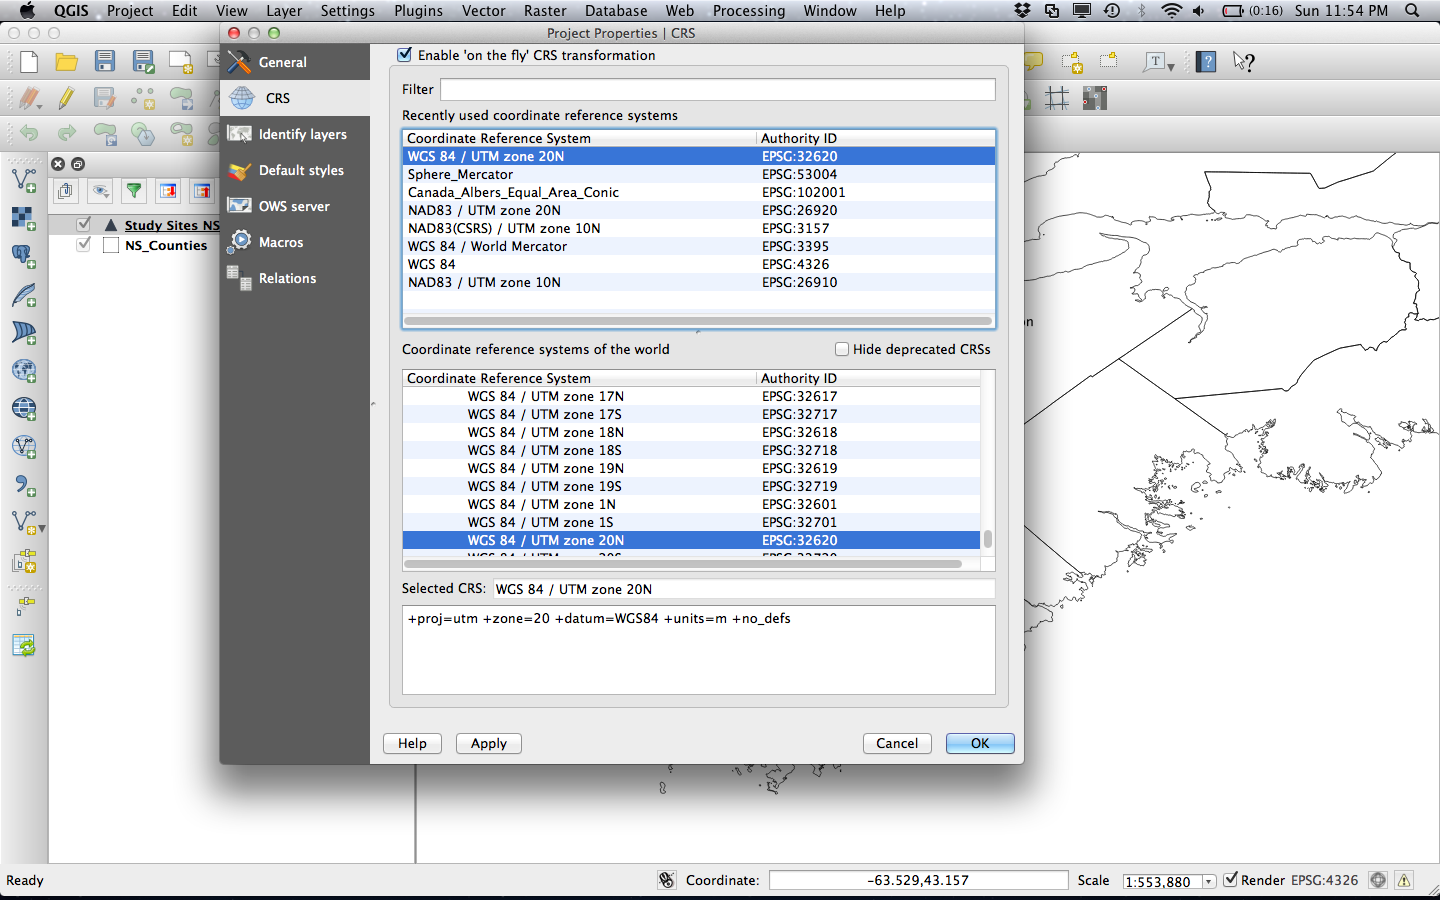 QGIS Project Edit View Layer Settings Plugins Vector Raster Database Web Processing Window Help (0:16) Sun 11:54 PM
Project Properties | CRS
General
CRS
Identify layers
Default styles
OWS server
Macros
Relations
Study Sites NS
NS_Counties
Enable 'on the fly' CRS transformation
Filter
Recently used coordinate reference systems
Coordinate Reference System Authority ID
WGS 84 / UTM zone 20N EPSG:32620
Sphere_Mercator EPSG:53004
Canada_Albers_Equal_Area_Conic EPSG:102001
NAD83 / UTM zone 20N EPSG:26920
NAD83(CSRS) / UTM zone 10N EPSG:3157
WGS 84 / World Mercator EPSG:3395
WGS 84 EPSG:4326
NAD83 / UTM zone 10N EPSG:26910
Coordinate reference systems of the world Hide deprecated CRSs
Coordinate Reference System Authority ID
WGS 84 / UTM zone 17N EPSG:32617
WGS 84 / UTM zone 17S EPSG:32717
WGS 84 / UTM zone 18N EPSG:32618
WGS 84 / UTM zone 18S EPSG:32718
WGS 84 / UTM zone 19N EPSG:32619
WGS 84 / UTM zone 19S EPSG:32719
WGS 84 / UTM zone 1N EPSG:32601
WGS 84 / UTM zone 1S EPSG:32701
WGS 84 / UTM zone 20N EPSG:32620
Selected CRS: WGS 84 / UTM zone 20N
+proj=utm +zone=20 +datum=WGS84 +units=m +no_defs
Help Apply Cancel OK
Ready Coordinate: -63.529,43.157 Scale 1:553,880 Render EPSG:4326